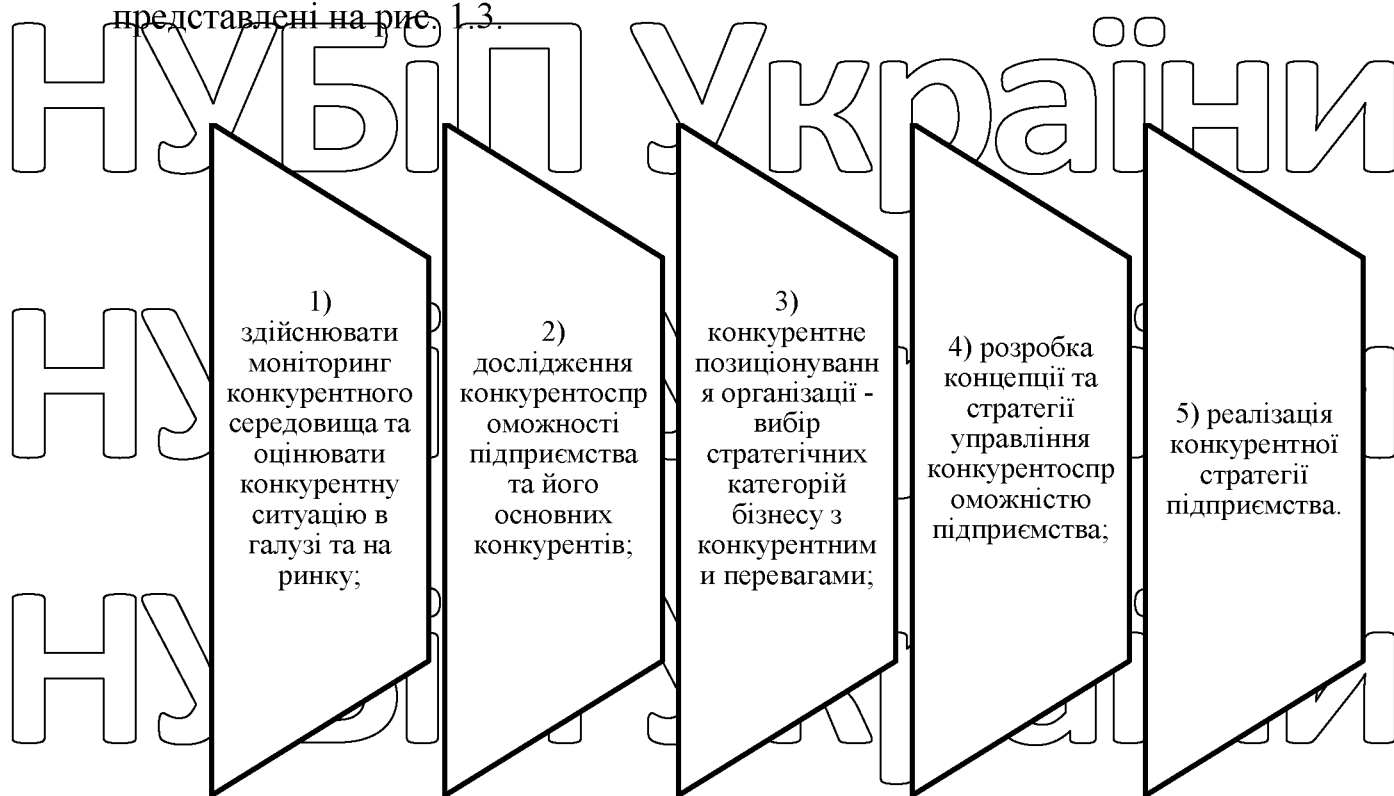 представлені на рис. 1.3.
НУБіП України
1)
здійснювати
моніторинг
конкурентного
середовища та
оцінювати
конкурентну
ситуацію в
галузі та на
ринку;
2)
дослідження
конкурентоспр
оможності
підприємства
та його
основних
конкурентів;
3)
конкурентне
позиціонуванн
я організації -
вибір
стратегічних
категорій
бізнесу з
конкурентним
и перевагами;
4) розробка
концепції та
стратегії
управління
конкурентоспр
оможністю
підприємства;
5) реалізація
конкурентної
стратегії
підприємства.